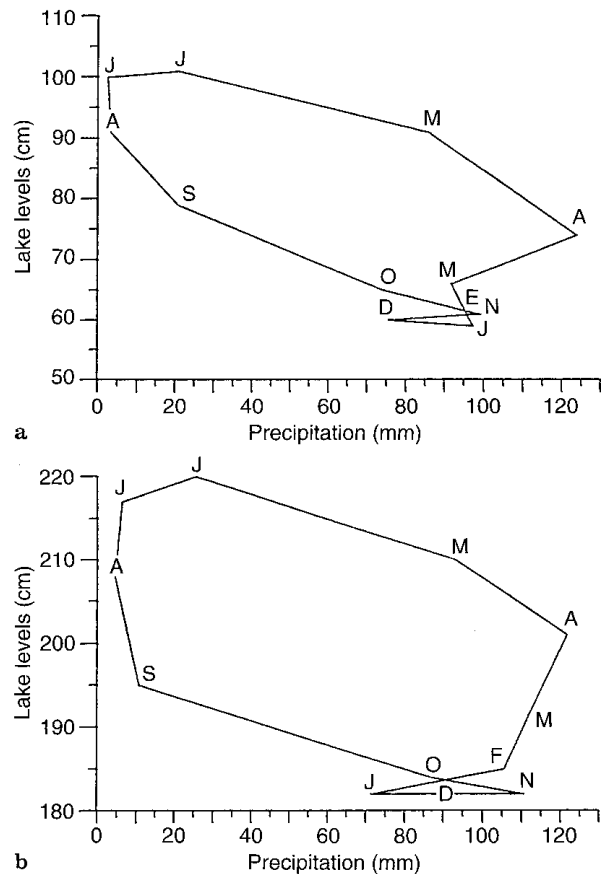 110
100
90
80
70
60
50
Lake levels (cm)
J
J
M
A
S
A
O
M
E
N
D
J
0 20 40 60 80 100 120
Precipitation (mm)
a
220
210
200
190
180
Lake levels (cm)
J
J
M
A
A
S
M
F
O
J
D
N
0 20 40 60 80 100 120
Precipitation (mm)
b